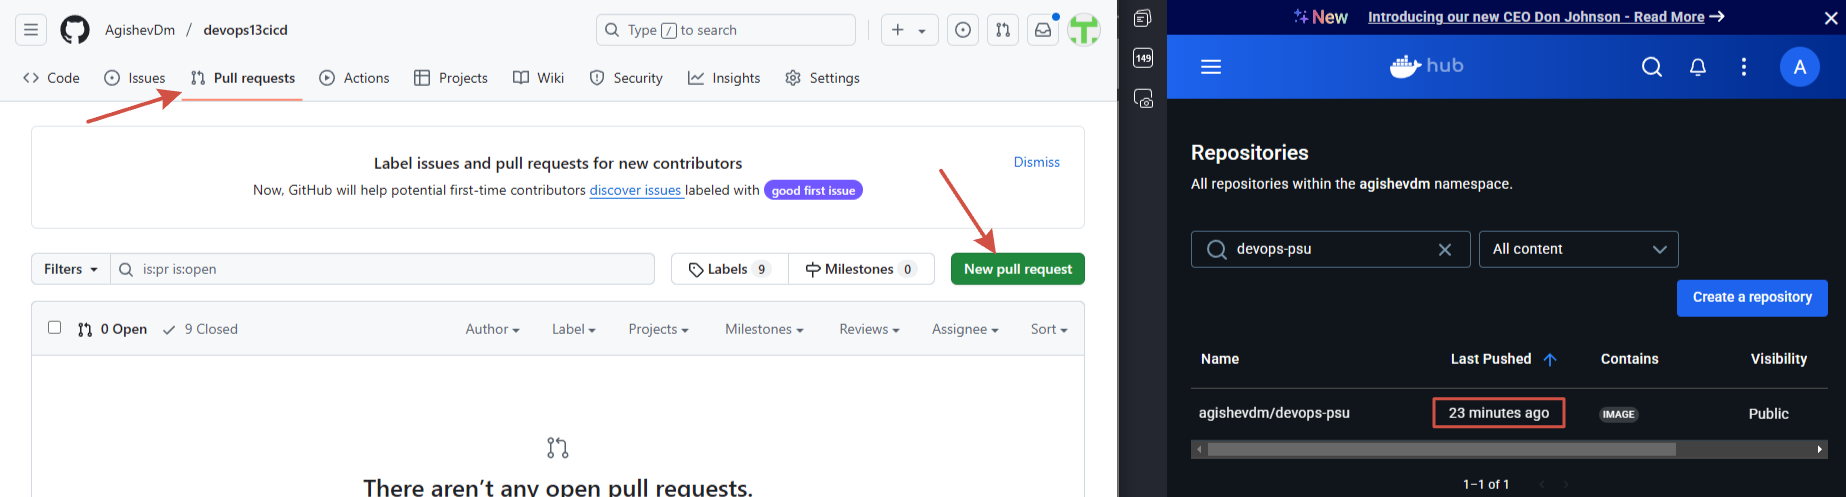 AgishevDm / devops13cicd
Type / to search
Code
Issues
Pull requests
Actions
Projects
Wiki
Security
Insights
Settings
Label issues and pull requests for new contributors
Dismiss
Now, GitHub will help potential first-time contributors discover issues labeled with good first issue
Filters
is:pr is:open
Labels 9
Milestones 0
New pull request
0 Open
9 Closed
Author
Label
Projects
Milestones
Reviews
Assignee
Sort
There aren't any open pull requests.
149
New
Introducing our new CEO Don Johnson - Read More
hub
A
Repositories
All repositories within the agishevdm namespace.
devops-psu
All content
Create a repository
Name
Last Pushed
Contains
Visibility
agishevdm/devops-psu
23 minutes ago
IMAGE
Public
1–1 of 1